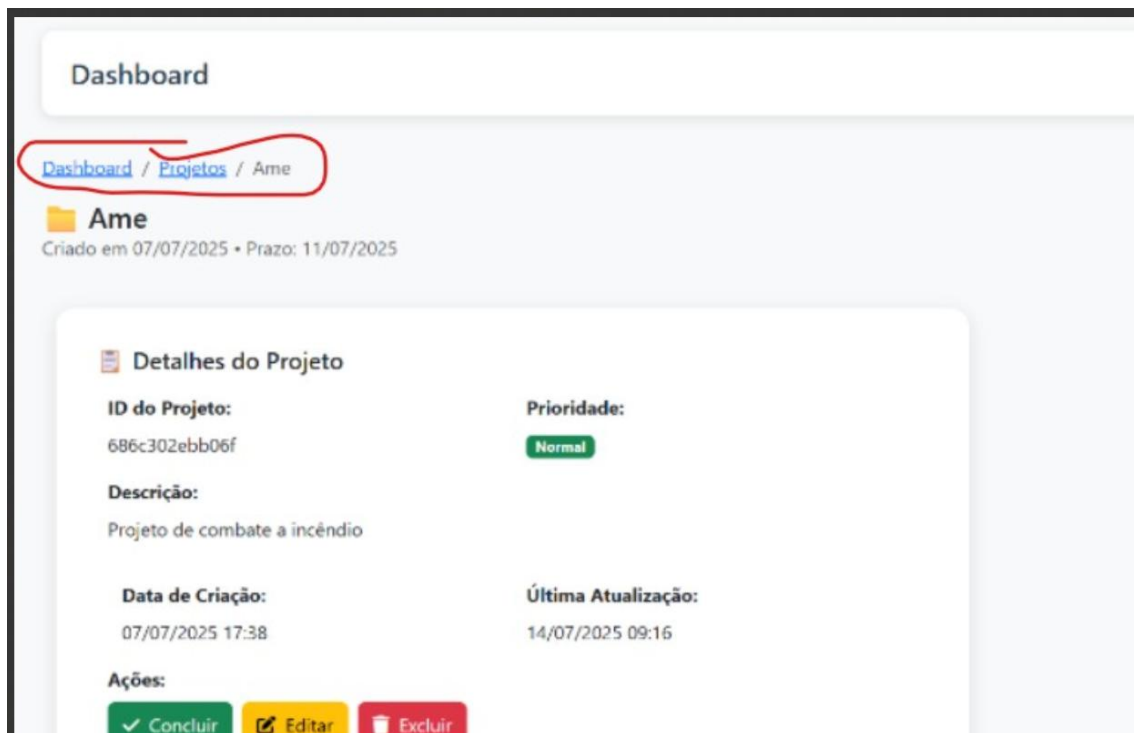 Dashboard
Dashboard / Projetos / Ame
Ame
Criado em 07/07/2025 • Prazo: 11/07/2025
Detalhes do Projeto
ID do Projeto: Prioridade:
686c302ebb06f Normal
Descrição:
Projeto de combate a incêndio
Data de Criação: Última Atualização:
07/07/2025 17:38 14/07/2025 09:16
Ações:
Concluir Editar Excluir